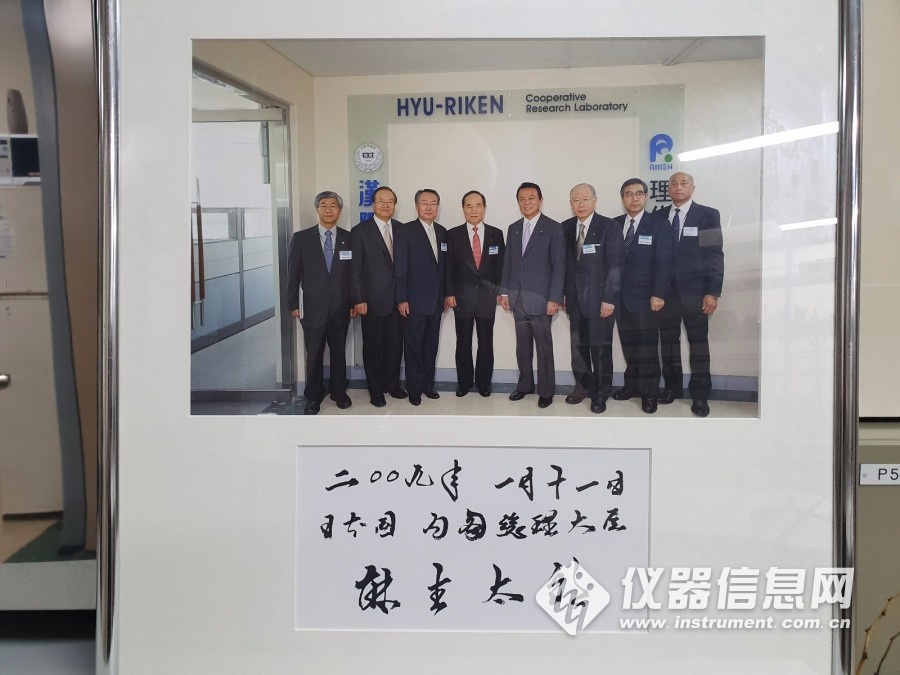 HYU-RIKEN
Cooperative
Research Laboratory
RIKEN
漢
理
二〇〇九年 一月十一日
日本国 内閣総理大臣
麻生太郎
P5
仪器信息网
www.instrument.com.cn